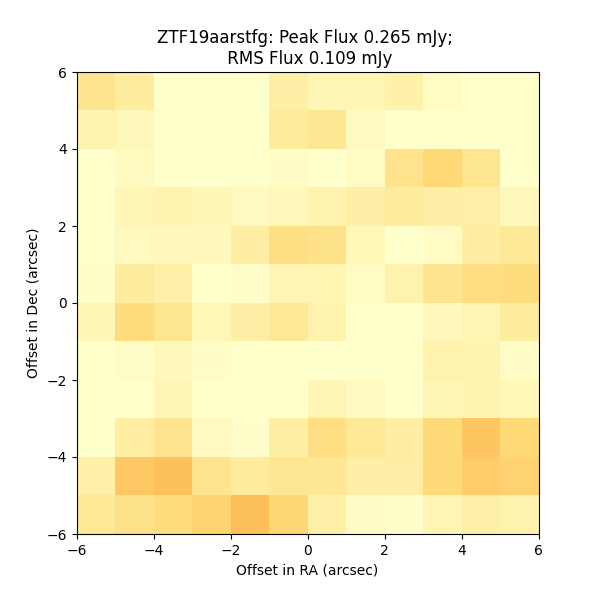 ZTF19aarstfg: Peak Flux 0.265 mJy;
RMS Flux 0.109 mJy
6
4
2
0
−2
−4
−6
Offset in Dec (arcsec)
−6 −4 −2 0 2 4 6
Offset in RA (arcsec)